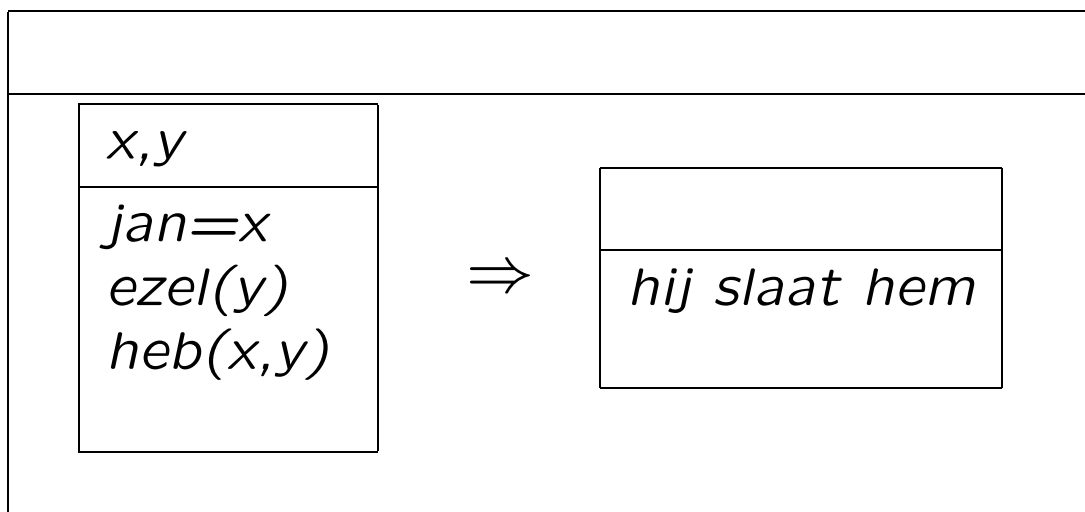 x,y
jan=x
ezel(y)
heb(x,y)
⇒
hij slaat hem